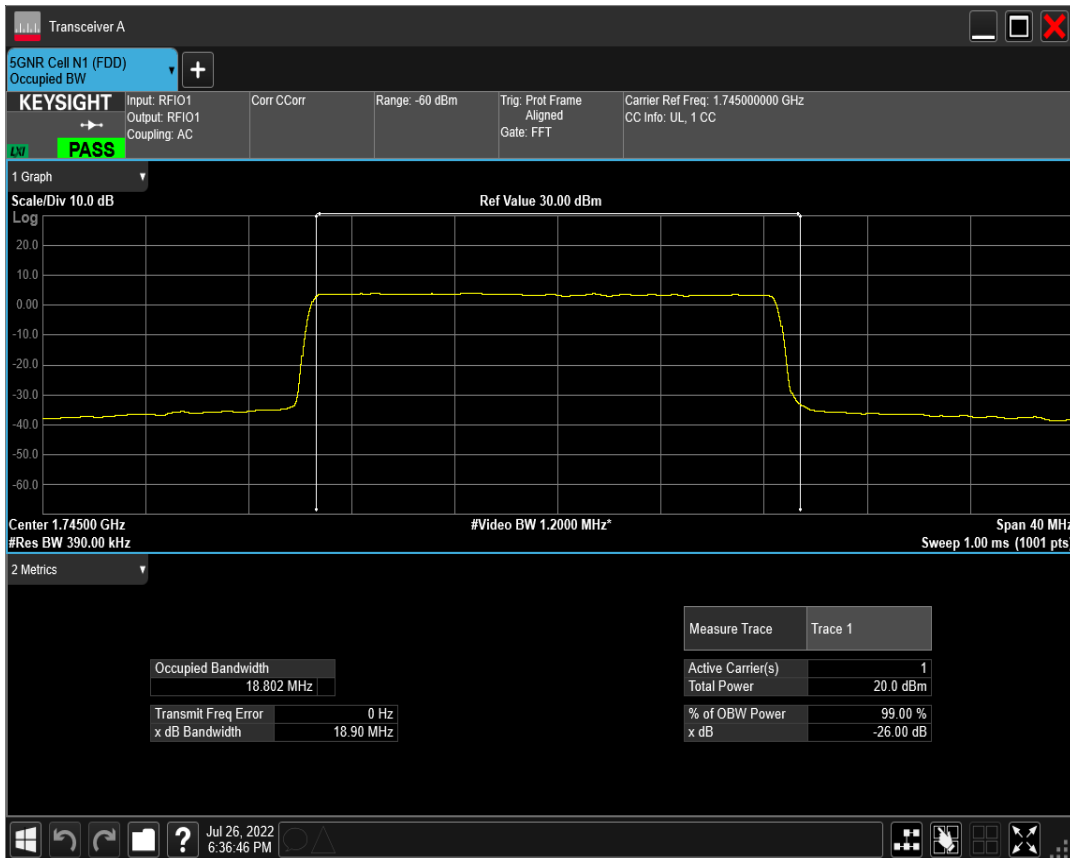 Transceiver A
5GNR Cell N1 (FDD)
Occupied BW
+
KEYSIGHT
LXI
PASS
Input: RFIO1
Output: RFIO1
Coupling: AC
Corr CCorr
Range: -60 dBm
Trig: Prot Frame
Aligned
Gate: FFT
Carrier Ref Freq: 1.745000000 GHz
CC Info: UL, 1 CC
1 Graph
Scale/Div 10.0 dB
Ref Value 30.00 dBm
Log
20.0
10.0
0.00
-10.0
-20.0
-30.0
-40.0
-50.0
-60.0
Center 1.74500 GHz
#Video BW 1.2000 MHz*
Span 40 MHz
#Res BW 390.00 kHz
Sweep 1.00 ms (1001 pts)
2 Metrics
Measure Trace Trace 1
Occupied Bandwidth
18.802 MHz
Active Carrier(s) 1
Total Power 20.0 dBm
Transmit Freq Error 0 Hz
x dB Bandwidth 18.90 MHz
% of OBW Power 99.00 %
x dB -26.00 dB
?
Jul 26, 2022
6:36:46 PM